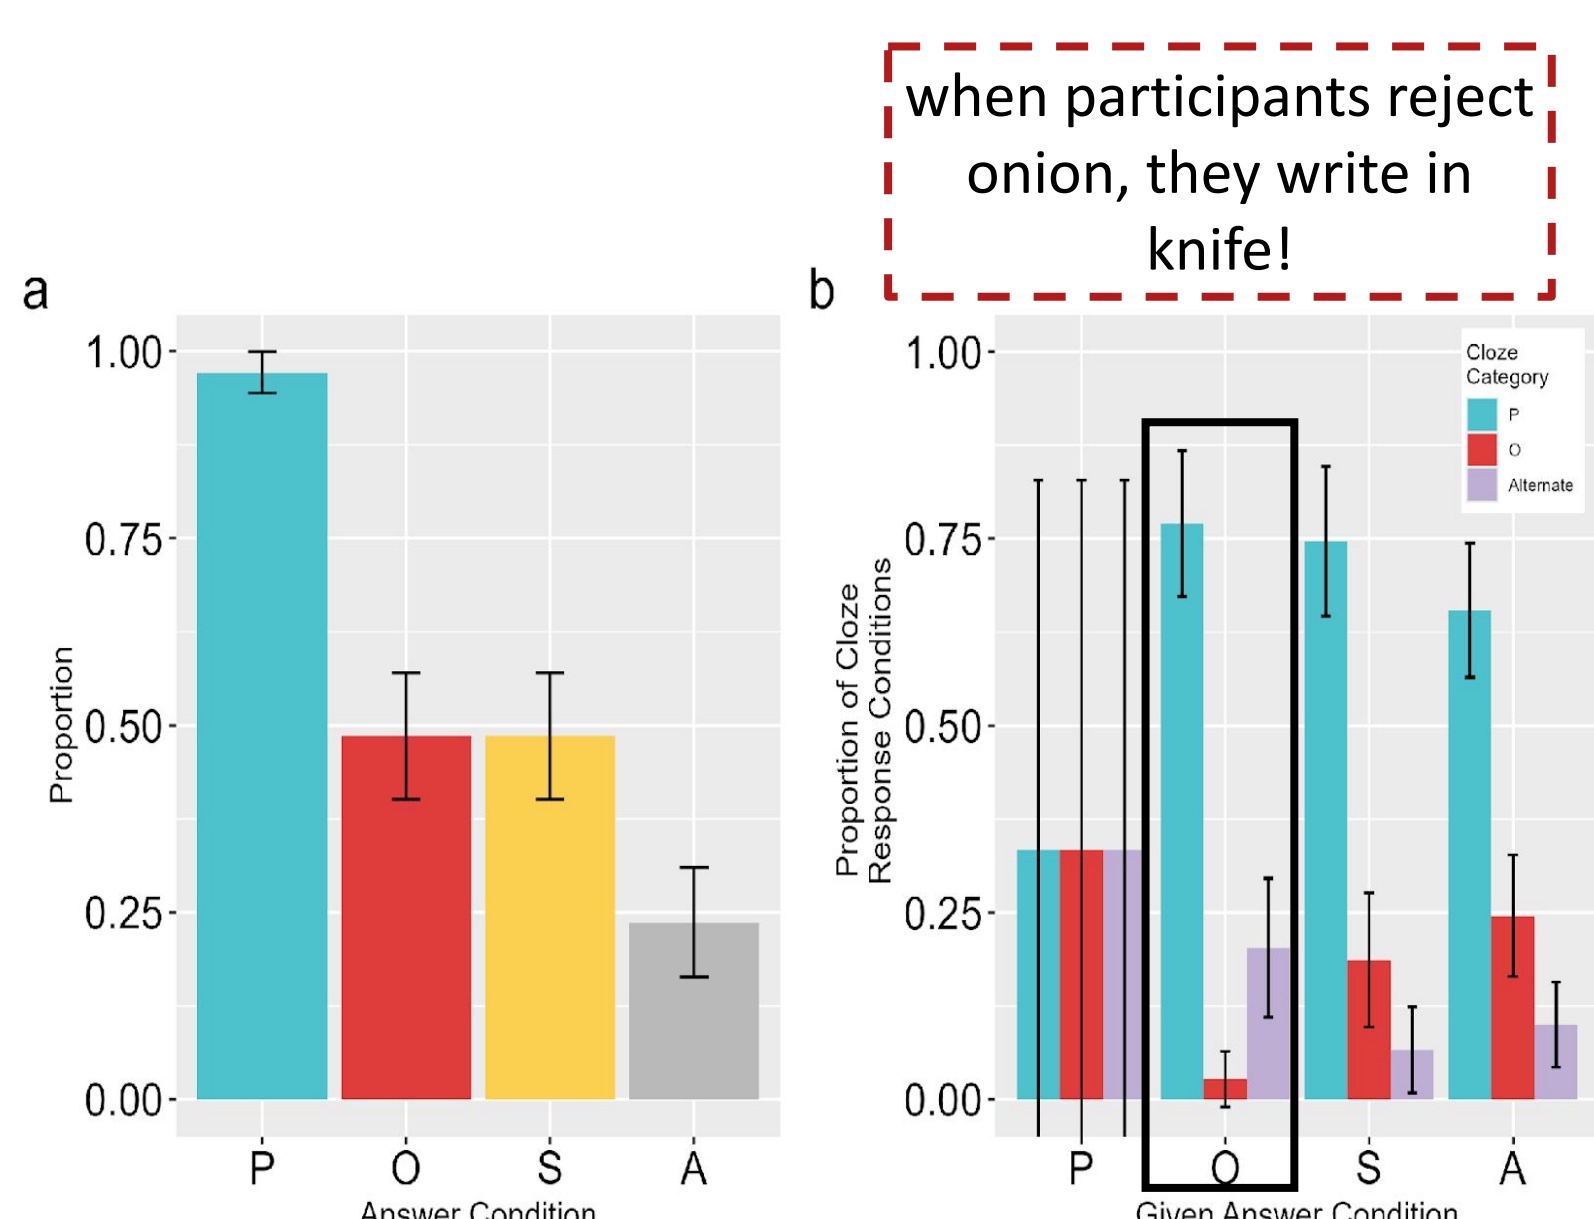 when participants reject
onion, they write in
knife!
a
1.00
0.75
0.50
0.25
0.00
Proportion
P O S A
Answer Condition
b
1.00
0.75
0.50
0.25
0.00
Proportion of Cloze
Response Conditions
Cloze
Category
P
O
Alternate
P O S A
Given Answer Condition